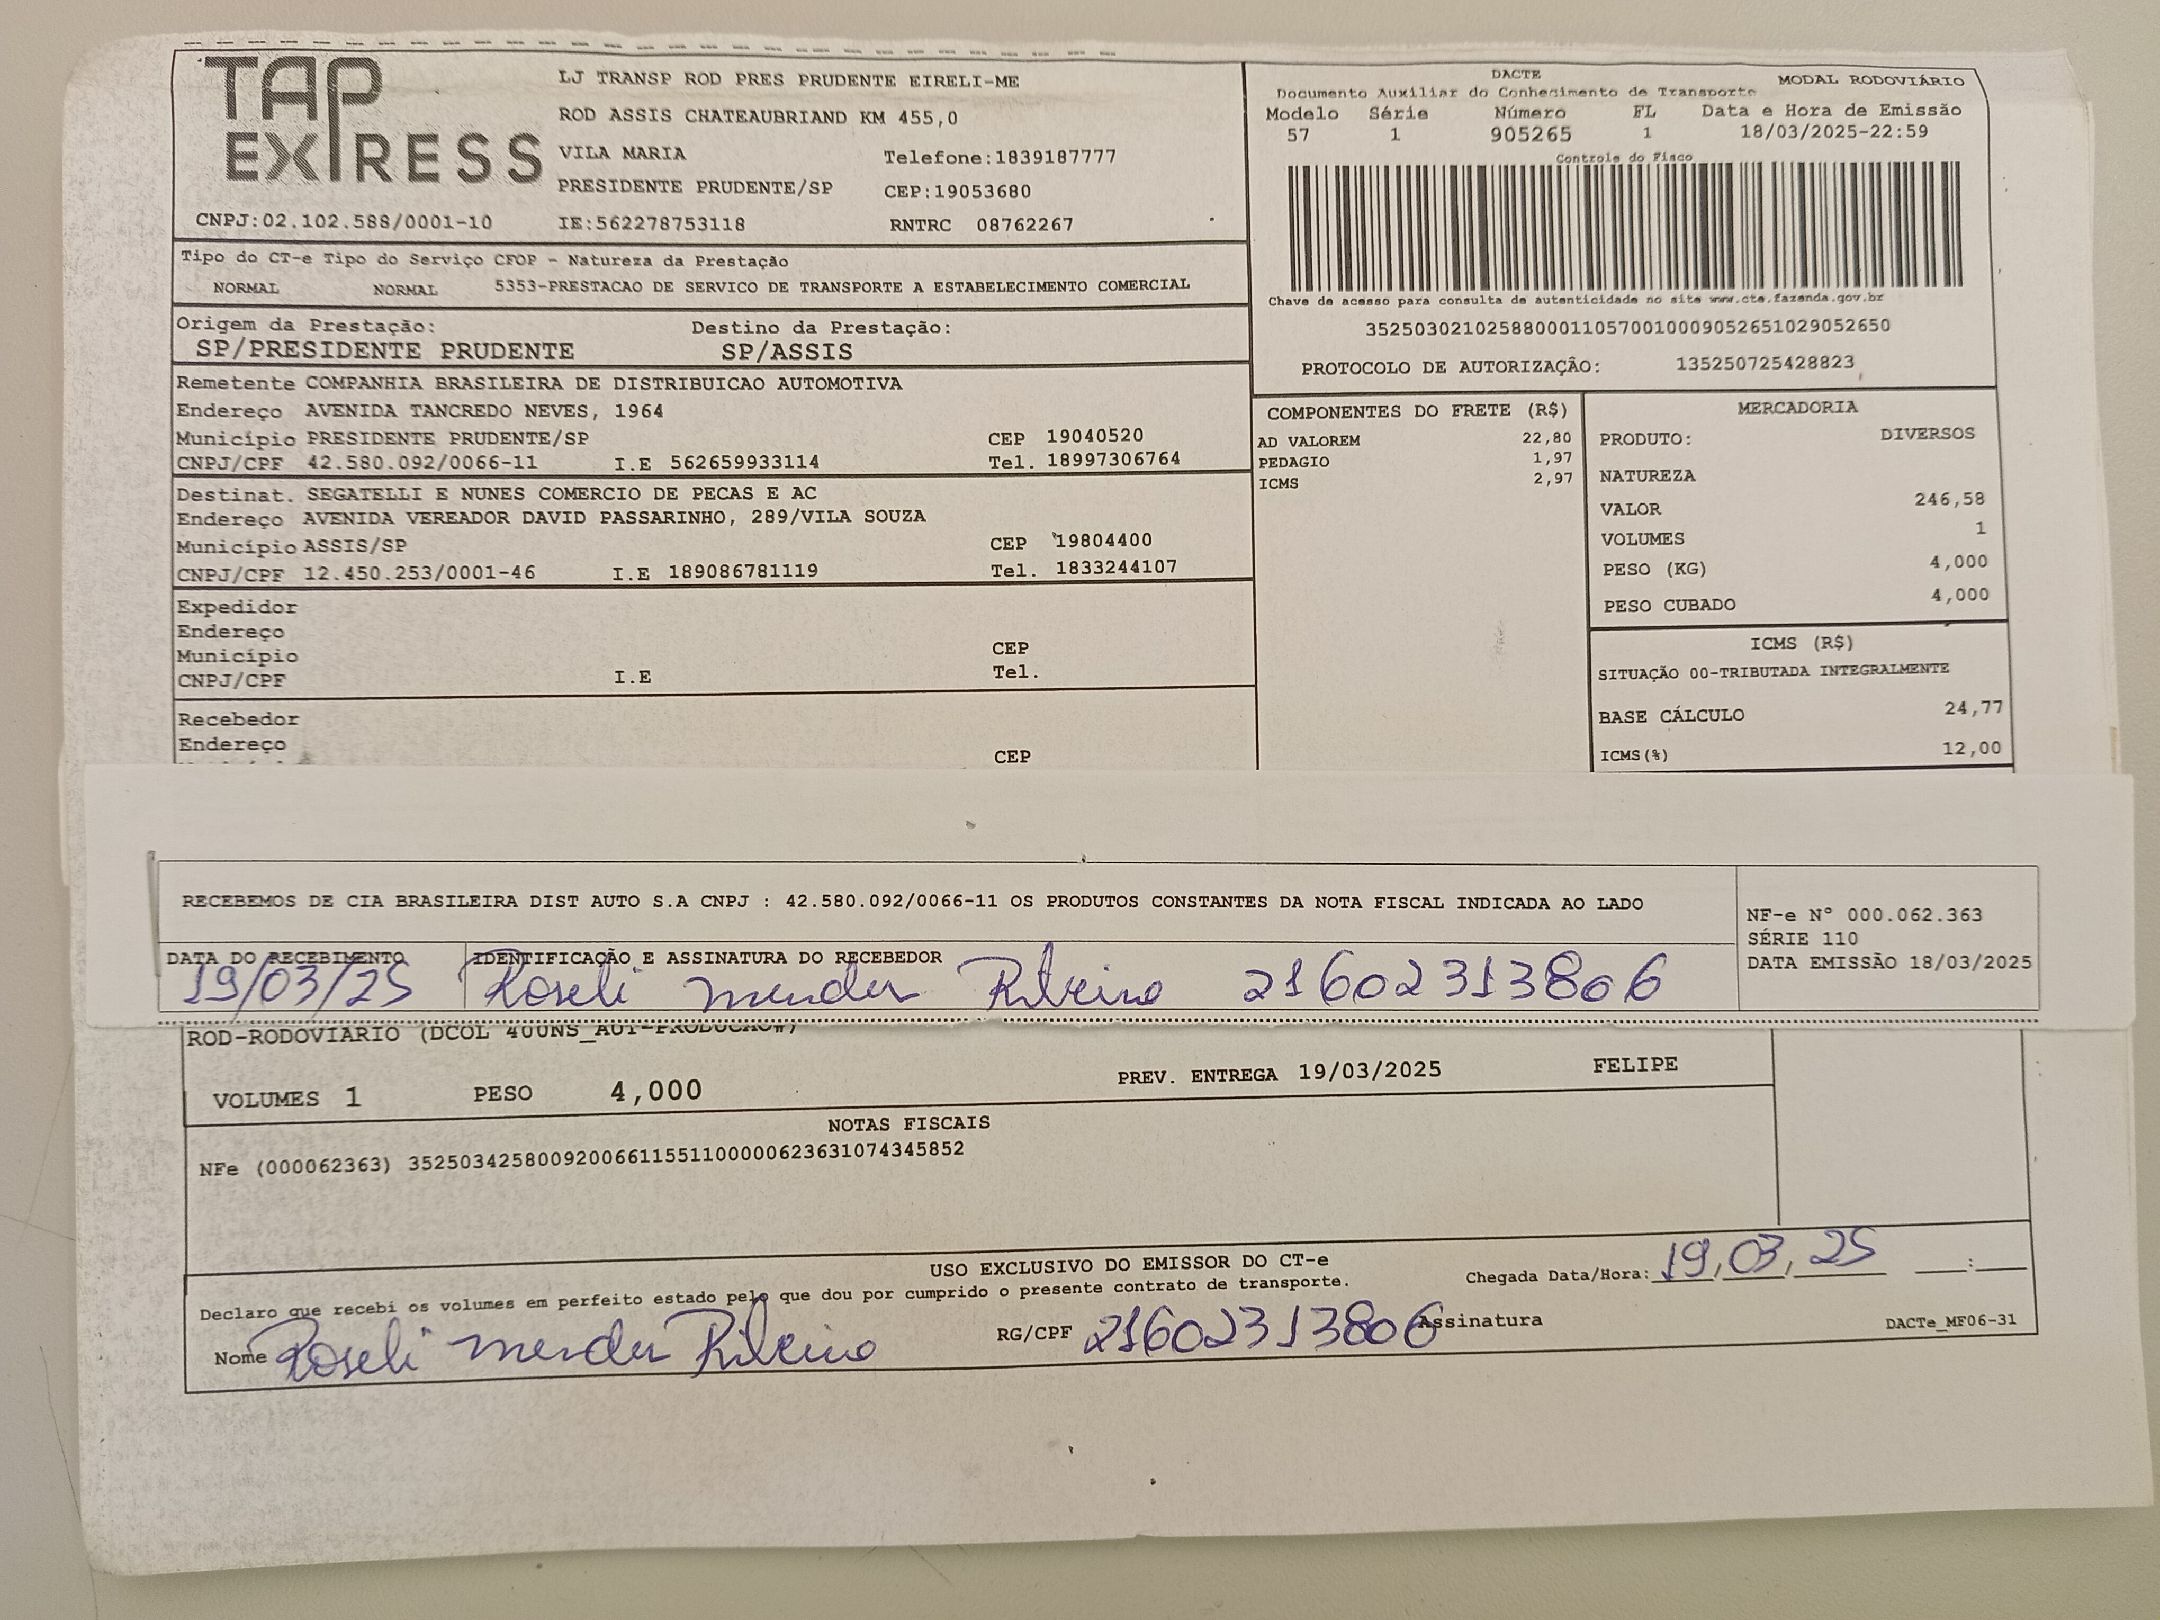 TAP
EXPRESS
LJ TRANSP ROD PRES PRUDENTE EIRELI-ME
ROD ASSIS CHATEAUBRIAND KM 455,0
VILA MARIA Telefone:1839187777
PRESIDENTE PRUDENTE/SP CEP:19053680
CNPJ:02.102.588/0001-10 IE:562278753118 RNTRC 08762267
DACTE MODAL RODOVIÁRIO
Documento Auxiliar do Conhecimento de Transporte
Modelo Série Número FL Data e Hora de Emissão
57 1 905265 1 18/03/2025-22:59
Controle do Fisco
Chave de acesso para consulta de autenticidade no site www.cte.fazenda.gov.br
35250302102588000110570010009052651029052650
PROTOCOLO DE AUTORIZAÇÃO: 135250725428823
Tipo do CT-e Tipo do Serviço CFOP - Natureza da Prestação
NORMAL NORMAL 5353-PRESTACAO DE SERVICO DE TRANSPORTE A ESTABELECIMENTO COMERCIAL
Origem da Prestação: Destino da Prestação:
SP/PRESIDENTE PRUDENTE SP/ASSIS
Remetente COMPANHIA BRASILEIRA DE DISTRIBUICAO AUTOMOTIVA
Endereço AVENIDA TANCREDO NEVES, 1964
Município PRESIDENTE PRUDENTE/SP CEP 19040520
CNPJ/CPF 42.580.092/0066-11 I.E 562659933114 Tel. 18997306764
Destinat. SEGATELLI E NUNES COMERCIO DE PECAS E AC
Endereço AVENIDA VEREADOR DAVID PASSARINHO, 289/VILA SOUZA
Município ASSIS/SP CEP 19804400
CNPJ/CPF 12.450.253/0001-46 I.E 189086781119 Tel. 1833244107
Expedidor
Endereço
Município CEP
CNPJ/CPF I.E Tel.
Recebedor
Endereço
CEP
COMPONENTES DO FRETE (R$)
AD VALOREM 22,80
PEDAGIO 1,97
ICMS 2,97
MERCADORIA
PRODUTO: DIVERSOS
NATUREZA
VALOR 246,58
VOLUMES 1
PESO (KG) 4,000
PESO CUBADO 4,000
ICMS (R$)
SITUAÇÃO 00-TRIBUTADA INTEGRALMENTE
BASE CÁLCULO 24,77
ICMS(%) 12,00
RECEBEMOS DE CIA BRASILEIRA DIST AUTO S.A CNPJ : 42.580.092/0066-11 OS PRODUTOS CONSTANTES DA NOTA FISCAL INDICADA AO LADO
NF-e N° 000.062.363
SÉRIE 110
DATA EMISSÃO 18/03/2025
DATA DO RECEBIMENTO IDENTIFICAÇÃO E ASSINATURA DO RECEBEDOR
19/03/25 Roseli Mendes Ribeiro 21602313806
ROD-RODOVIARIO (DCOL 400NS_AUT-PRODUCAO#)
VOLUMES 1 PESO 4,000 PREV. ENTREGA 19/03/2025 FELIPE
NOTAS FISCAIS
NFe (000062363) 35250342580092006611551100000623631074345852
USO EXCLUSIVO DO EMISSOR DO CT-e
Declaro que recebi os volumes em perfeito estado pelo que dou por cumprido o presente contrato de transporte.
Chegada Data/Hora: 19, 03, 25 :
Nome Roseli Mendes Ribeiro RG/CPF 21602313806 Assinatura DACTe_MF06-31